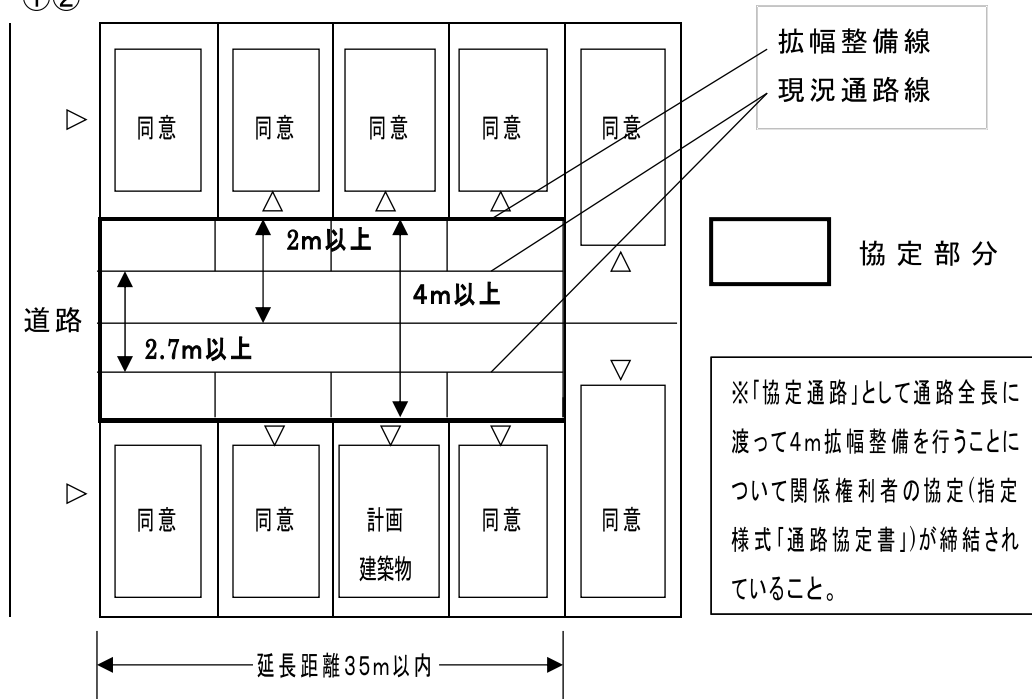 ①②
拡幅整備線
現況通路線
同意 同意 同意 同意 同意
2m以上
4m以上
協定部分
道路
2.7m以上
※「協定通路」として通路全長に
渡って4m拡幅整備を行うことに
ついて関係権利者の協定(指定
様式「通路協定書」)が締結され
ていること。
同意 同意 計画 同意 同意
建築物
延長距離35m以内